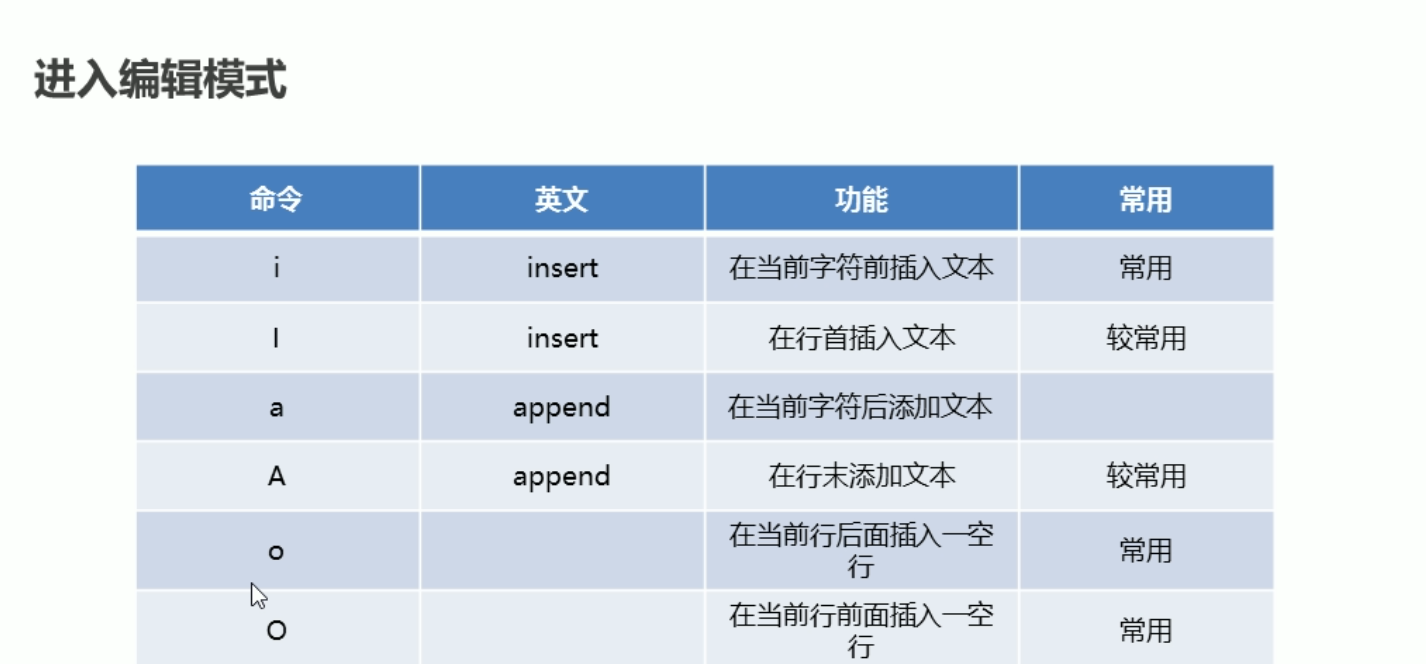 进入编辑模式
命令 英文 功能 常用
i insert 在当前字符前插入文本 常用
I insert 在行首插入文本 较常用
a append 在当前字符后添加文本
A append 在行末添加文本 较常用
o 在当前行后面插入一空 常用
行
O 在当前行前面插入一空 常用
行